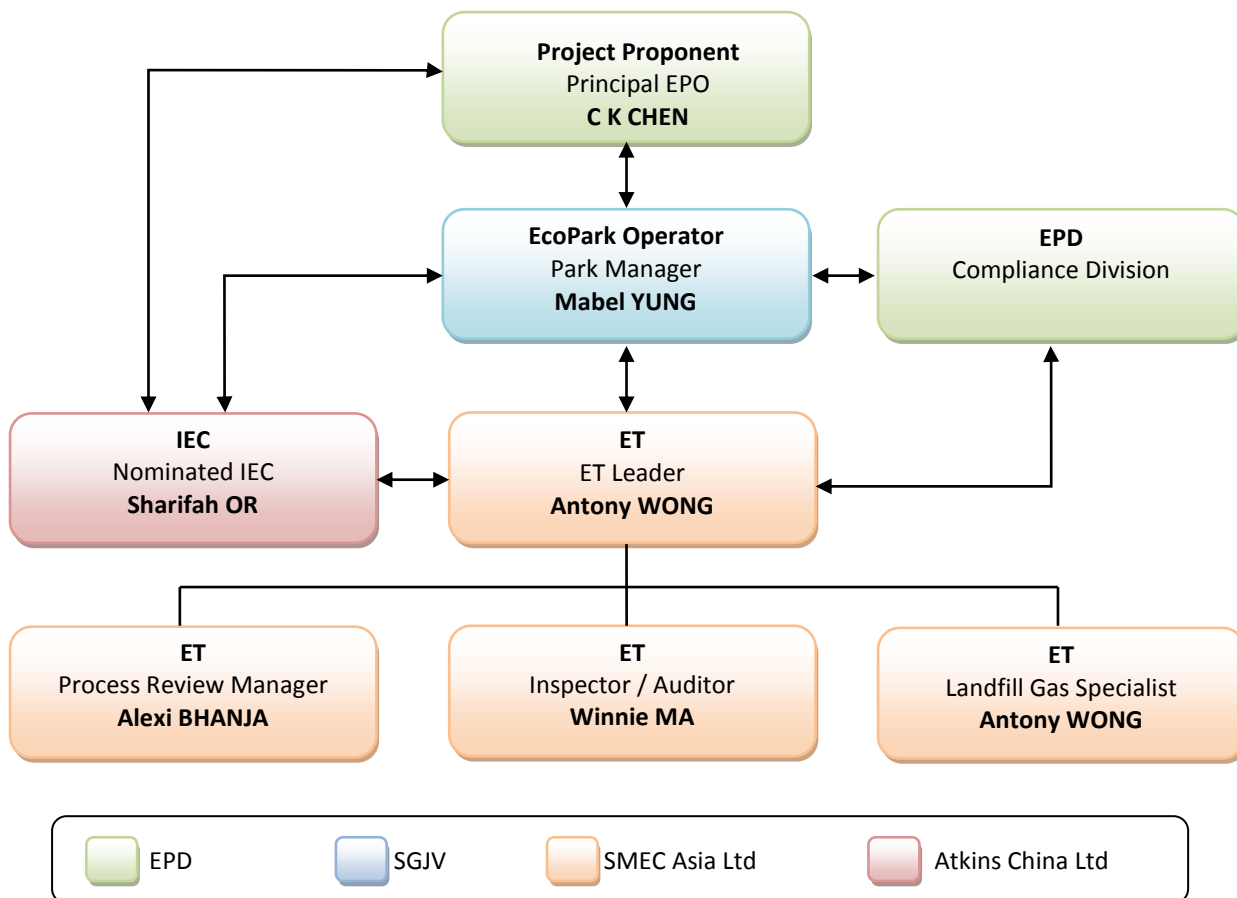 Project Proponent
Principal EPO
C K CHEN
EcoPark Operator
Park Manager
Mabel YUNG
EPD
Compliance Division
IEC
Nominated IEC
Sharifah OR
ET
ET Leader
Antony WONG
ET
Process Review Manager
Alexi BHANJA
ET
Inspector / Auditor
Winnie MA
ET
Landfill Gas Specialist
Antony WONG
EPD
SGJV
SMEC Asia Ltd
Atkins China Ltd